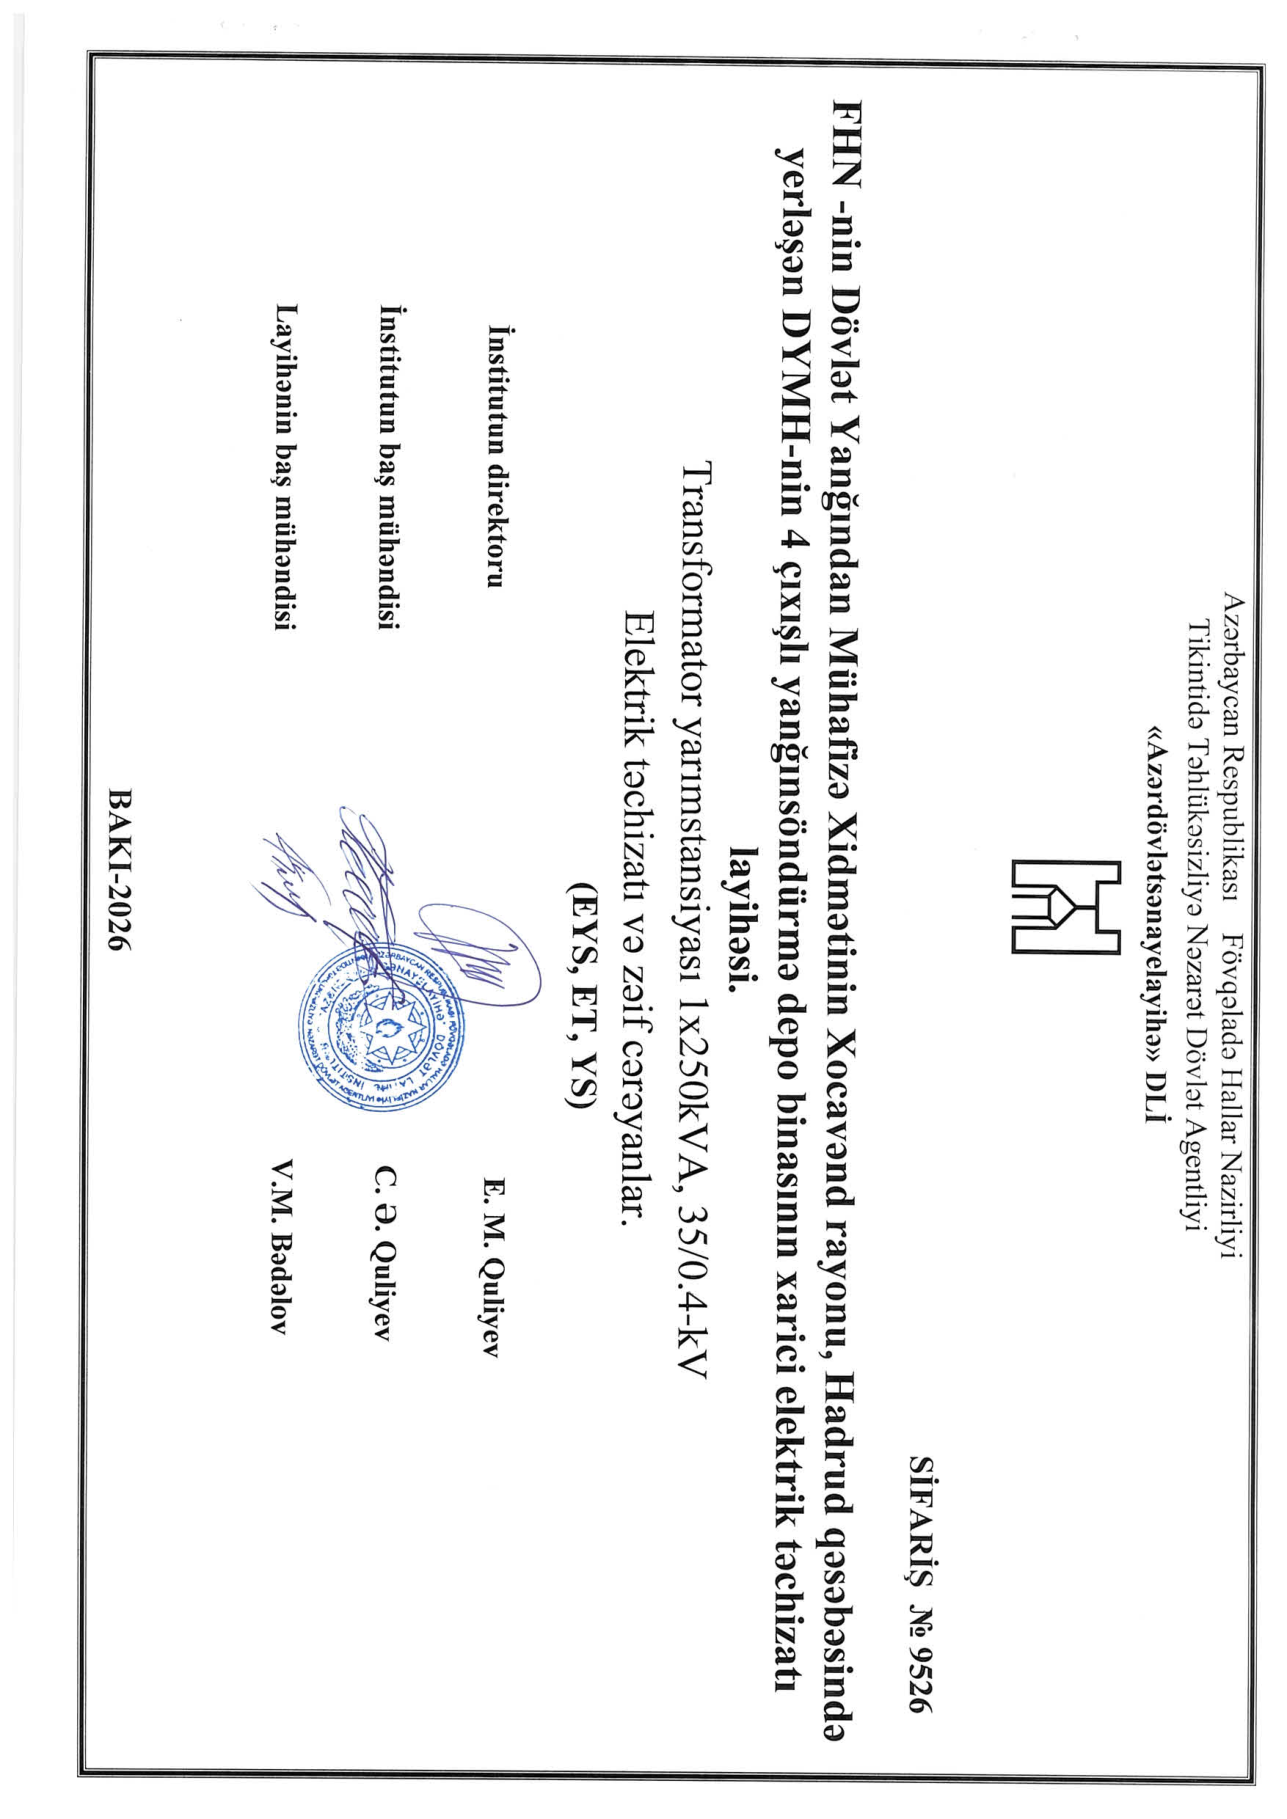 Azərbaycan Respublikası Fövqəladə Hallar Nazirliyi
Tikintidə Təhlükəsizliyə Nəzarət Dövlət Agentliyi
«Azərdövlətsənayelayihə» DLİ
SİFARİŞ № 9526
FHN -nin Dövlət Yanğından Mühafizə Xidmətinin Xocavənd rayonu, Hadrud qəsəbəsində
yerləşən DYMH-nin 4 çıxışlı yanğınsöndürmə depo binasının xarici elektrik təchizatı
layihəsi.
Transformator yarımstansiyası 1x250kVA, 35/0.4-kV
Elektrik təchizatı və zəif cərəyanlar.
(EYS, ET, YS)
İnstitutun direktoru E. M. Quliyev
İnstitutun baş mühəndisi C. Ə. Quliyev
Layihənin baş mühəndisi V.M. Bədəlov
BAKI-2026